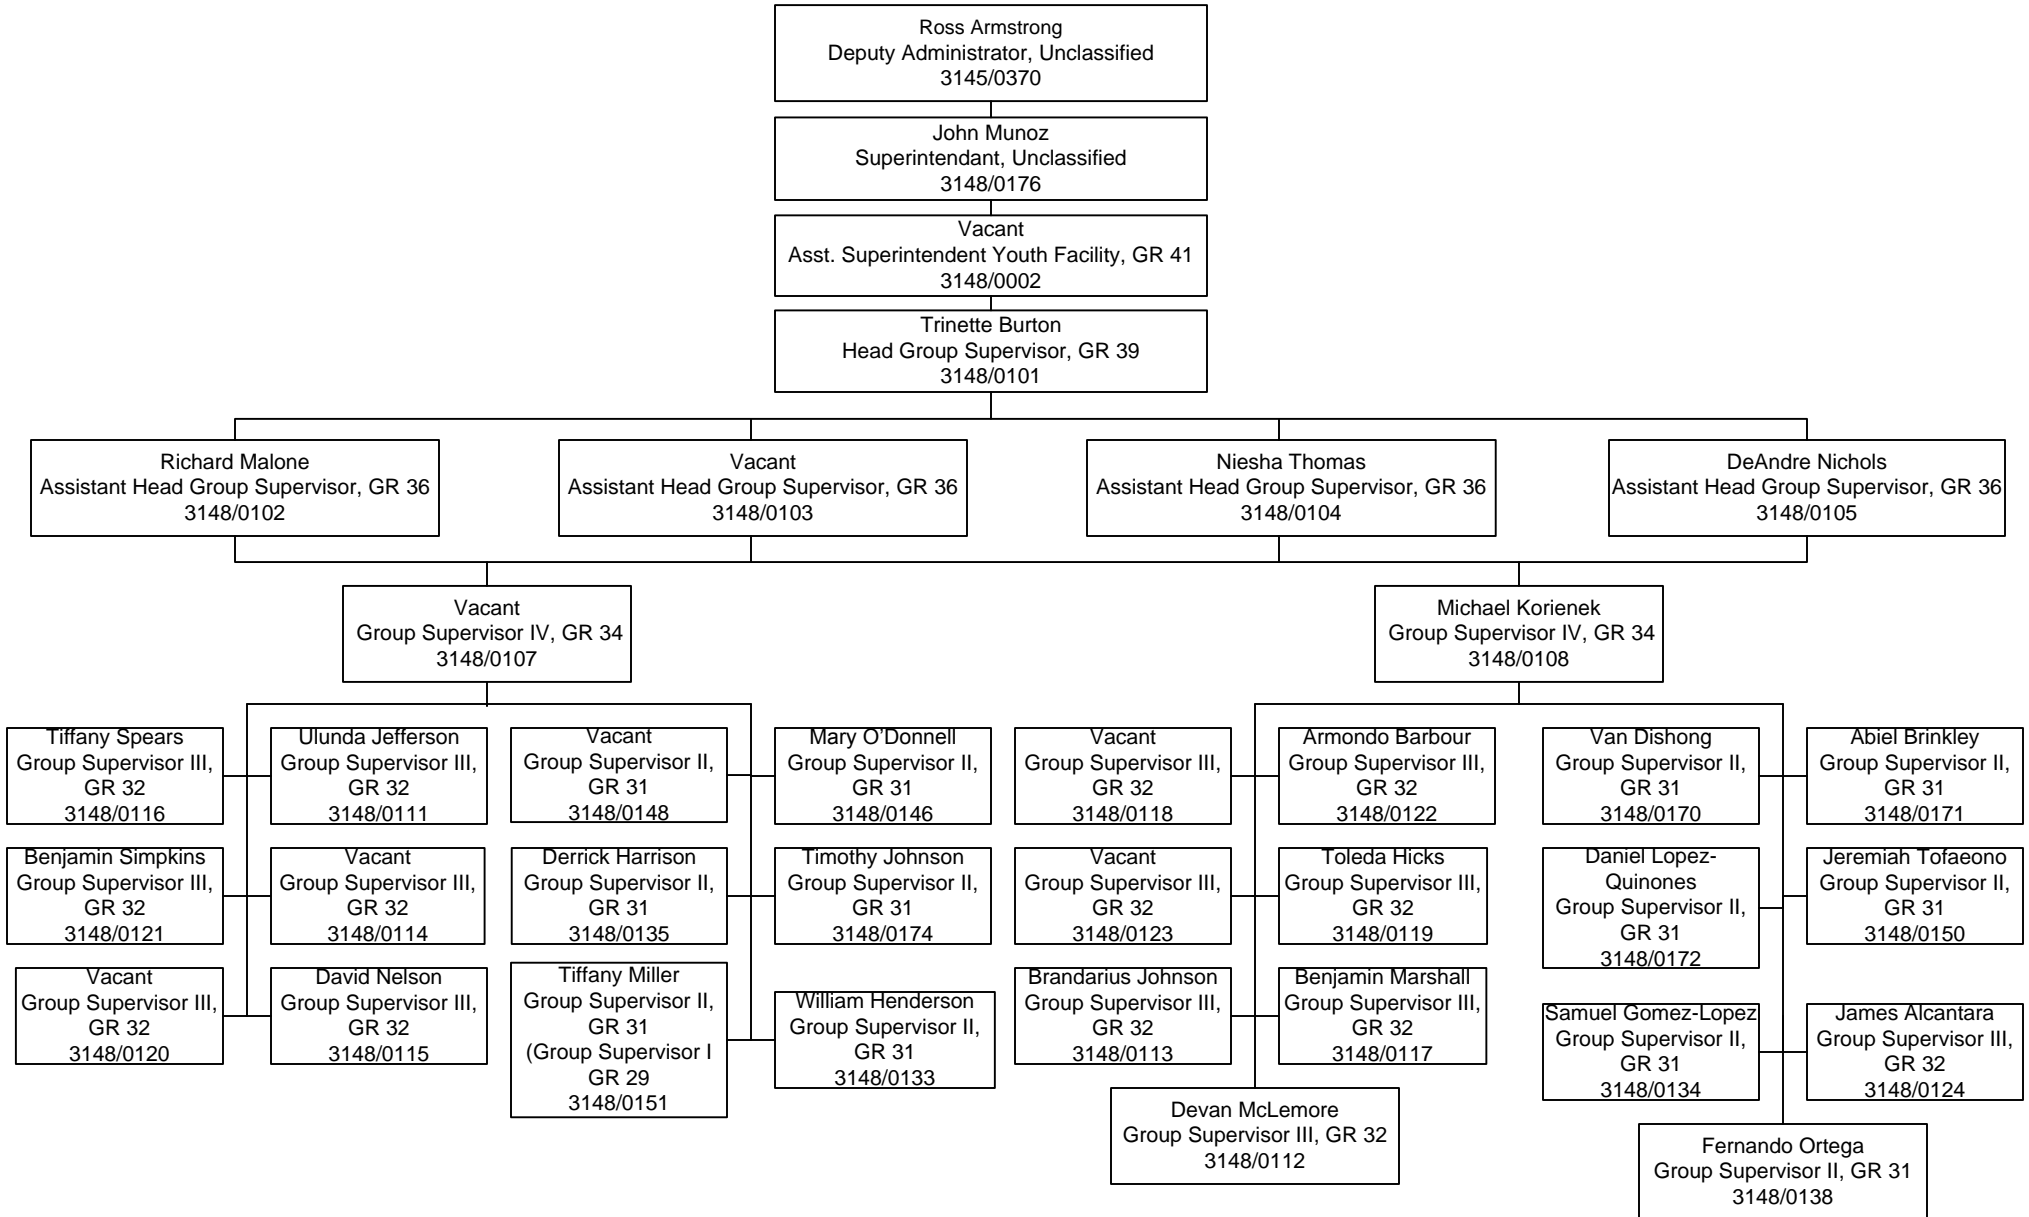 Ross Armstrong
Deputy Administrator, Unclassified
3145/0370
John Munoz
Superintendant, Unclassified
3148/0176
Vacant
Asst. Superintendent Youth Facility, GR 41
3148/0002
Trinette Burton
Head Group Supervisor, GR 39
3148/0101
Richard Malone
Assistant Head Group Supervisor, GR 36
3148/0102
Vacant
Assistant Head Group Supervisor, GR 36
3148/0103
Niesha Thomas
Assistant Head Group Supervisor, GR 36
3148/0104
DeAndre Nichols
Assistant Head Group Supervisor, GR 36
3148/0105
Vacant
Group Supervisor IV, GR 34
3148/0107
Michael Korienek
Group Supervisor IV, GR 34
3148/0108
Tiffany Spears
Group Supervisor III,
GR 32
3148/0116
Ulunda Jefferson
Group Supervisor III,
GR 32
3148/0111
Vacant
Group Supervisor II,
GR 31
3148/0148
Mary O’Donnell
Group Supervisor II,
GR 31
3148/0146
Vacant
Group Supervisor III,
GR 32
3148/0118
Armondo Barbour
Group Supervisor III,
GR 32
3148/0122
Van Dishong
Group Supervisor II,
GR 31
3148/0170
Abiel Brinkley
Group Supervisor II,
GR 31
3148/0171
Benjamin Simpkins
Group Supervisor III,
GR 32
3148/0121
Vacant
Group Supervisor III,
GR 32
3148/0114
Derrick Harrison
Group Supervisor II,
GR 31
3148/0135
Timothy Johnson
Group Supervisor II,
GR 31
3148/0174
Vacant
Group Supervisor III,
GR 32
3148/0123
Toleda Hicks
Group Supervisor III,
GR 32
3148/0119
Daniel Lopez-
Quinones
Group Supervisor II,
GR 31
3148/0172
Jeremiah Tofaeono
Group Supervisor II,
GR 31
3148/0150
Vacant
Group Supervisor III,
GR 32
3148/0120
David Nelson
Group Supervisor III,
GR 32
3148/0115
Tiffany Miller
Group Supervisor II,
GR 31
(Group Supervisor I
GR 29
3148/0151
William Henderson
Group Supervisor II,
GR 31
3148/0133
Brandarius Johnson
Group Supervisor III,
GR 32
3148/0113
Benjamin Marshall
Group Supervisor III,
GR 32
3148/0117
Samuel Gomez-Lopez
Group Supervisor II,
GR 31
3148/0134
James Alcantara
Group Supervisor III,
GR 32
3148/0124
Devan McLemore
Group Supervisor III, GR 32
3148/0112
Fernando Ortega
Group Supervisor II, GR 31
3148/0138